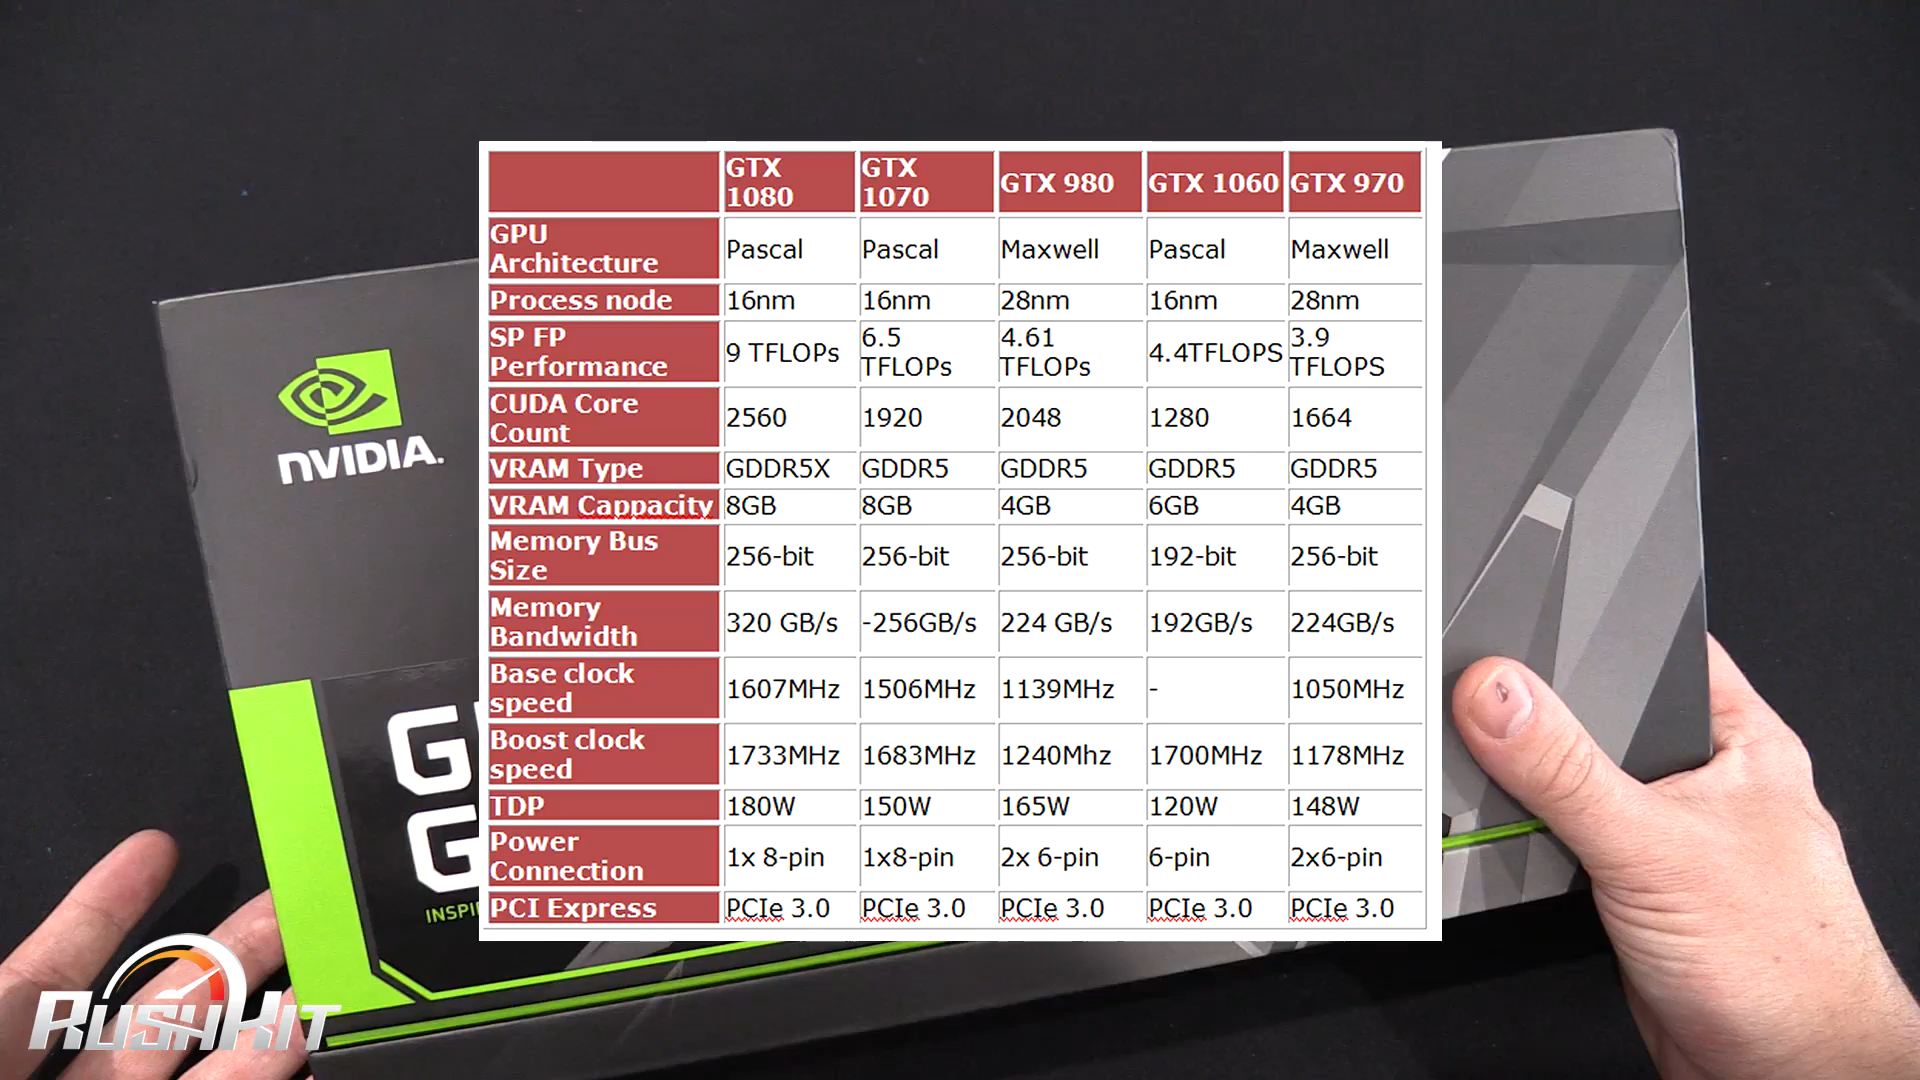 GTX 1080 GTX 1070 GTX 980 GTX 1060 GTX 970
GPU Architecture Pascal Pascal Maxwell Pascal Maxwell
Process node 16nm 16nm 28nm 16nm 28nm
SP FP Performance 9 TFLOPs 6.5 TFLOPs 4.61 TFLOPs 4.4TFLOPS 3.9 TFLOPS
CUDA Core Count 2560 1920 2048 1280 1664
VRAM Type GDDR5X GDDR5 GDDR5 GDDR5 GDDR5
VRAM Cappacity 8GB 8GB 4GB 6GB 4GB
Memory Bus Size 256-bit 256-bit 256-bit 192-bit 256-bit
Memory Bandwidth 320 GB/s -256GB/s 224 GB/s 192GB/s 224GB/s
Base clock speed 1607MHz 1506MHz 1139MHz - 1050MHz
Boost clock speed 1733MHz 1683MHz 1240Mhz 1700MHz 1178MHz
TDP 180W 150W 165W 120W 148W
Power Connection 1x 8-pin 1x8-pin 2x 6-pin 6-pin 2x6-pin
PCI Express PCIe 3.0 PCIe 3.0 PCIe 3.0 PCIe 3.0 PCIe 3.0
NVIDIA.
G
G
INSPI
RUSHKIT